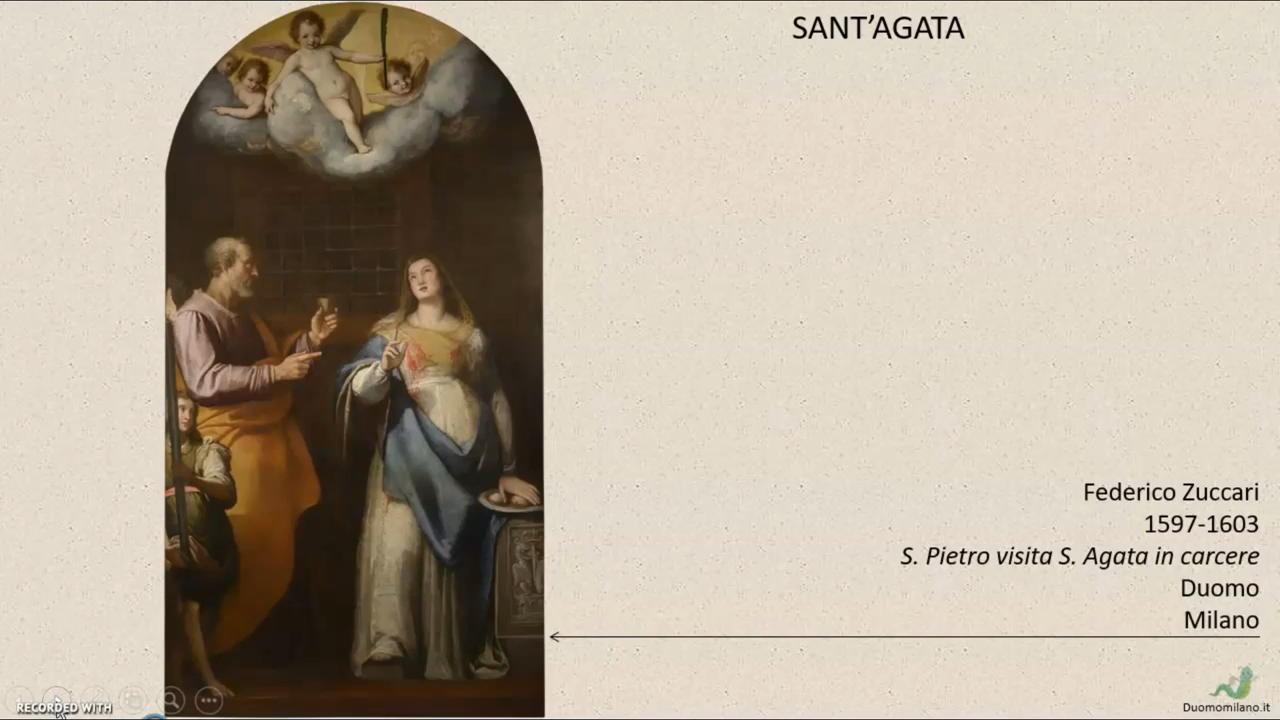 SANT’AGATA
Federico Zuccari
1597-1603
S. Pietro visita S. Agata in carcere
Duomo
Milano
RECORDED WITH
Duomomilano.it